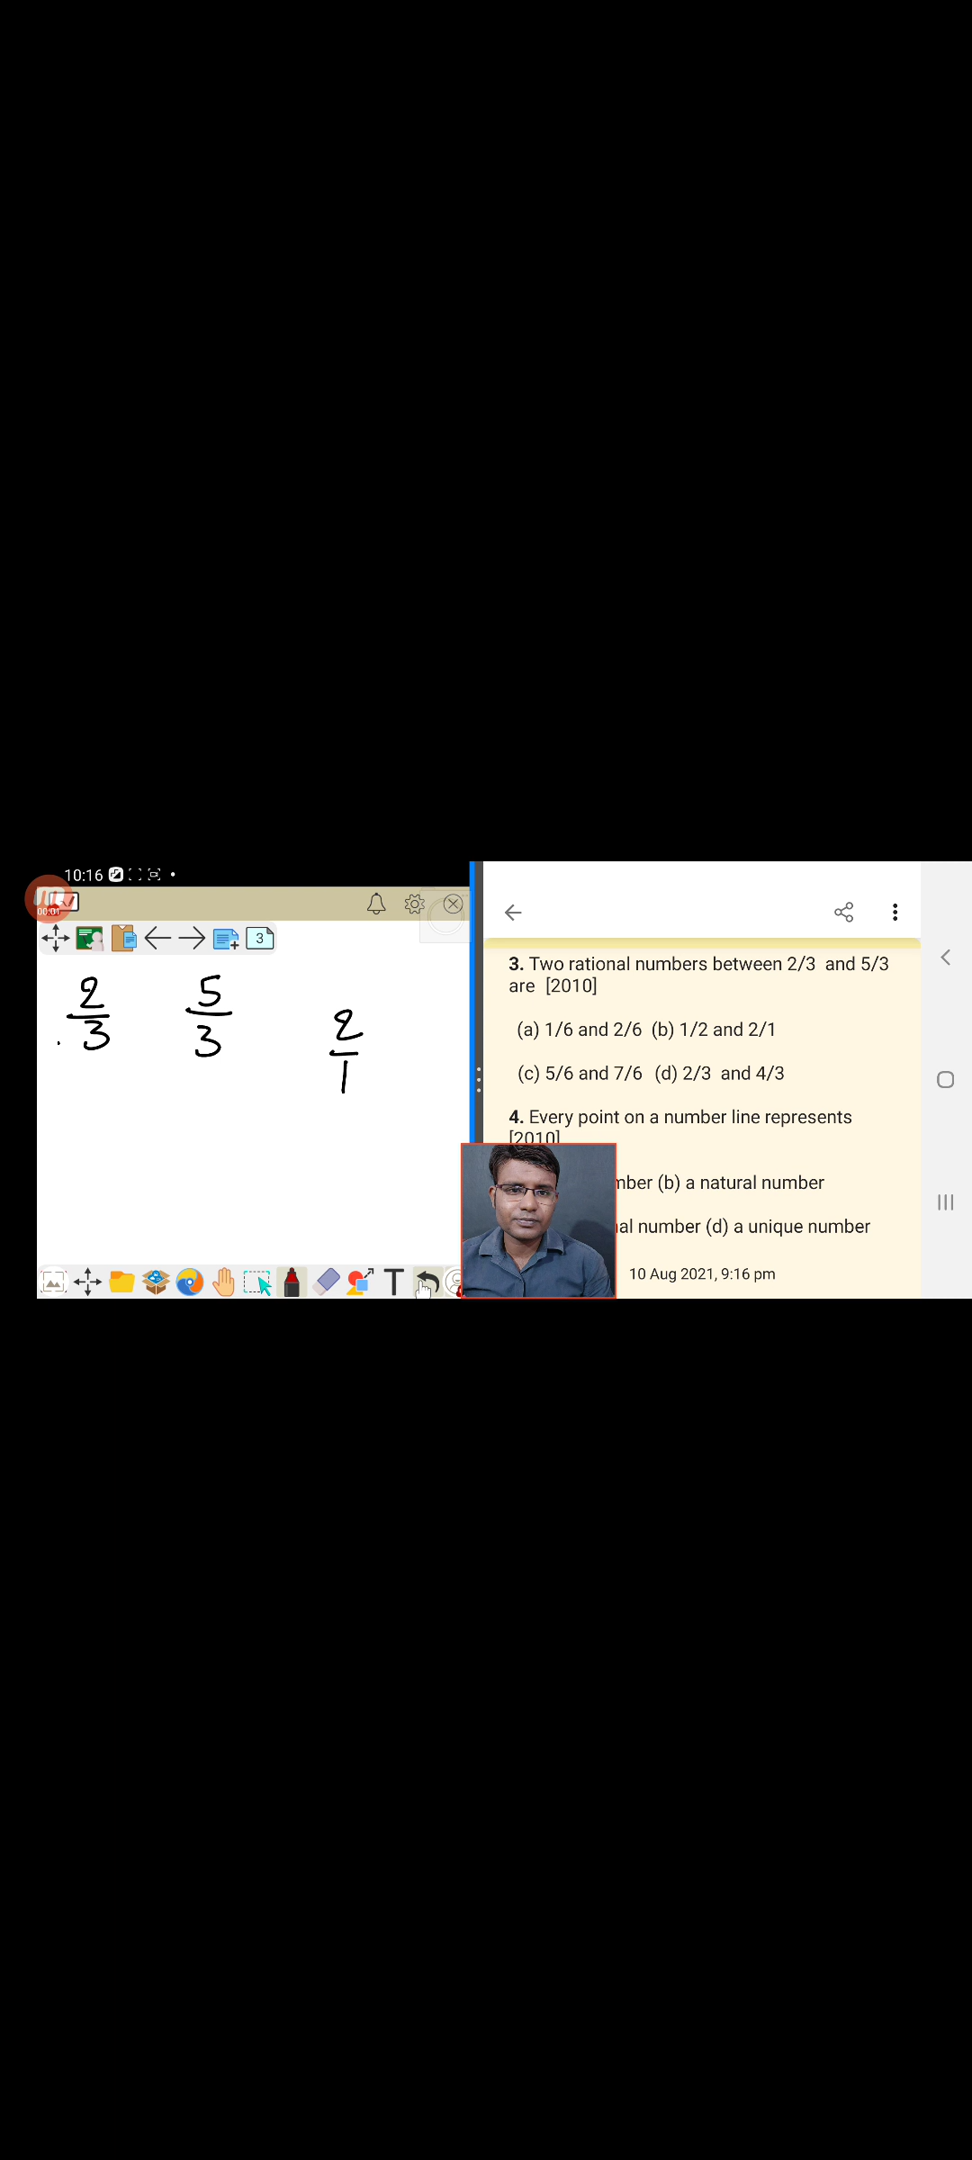 10:16
00:01
3
2/3 5/3 2/1
3. Two rational numbers between 2/3 and 5/3
are [2010]
(a) 1/6 and 2/6 (b) 1/2 and 2/1
(c) 5/6 and 7/6 (d) 2/3 and 4/3
4. Every point on a number line represents
[2010]
(b) a natural number
number (d) a unique number
10 Aug 2021, 9:16 pm
T